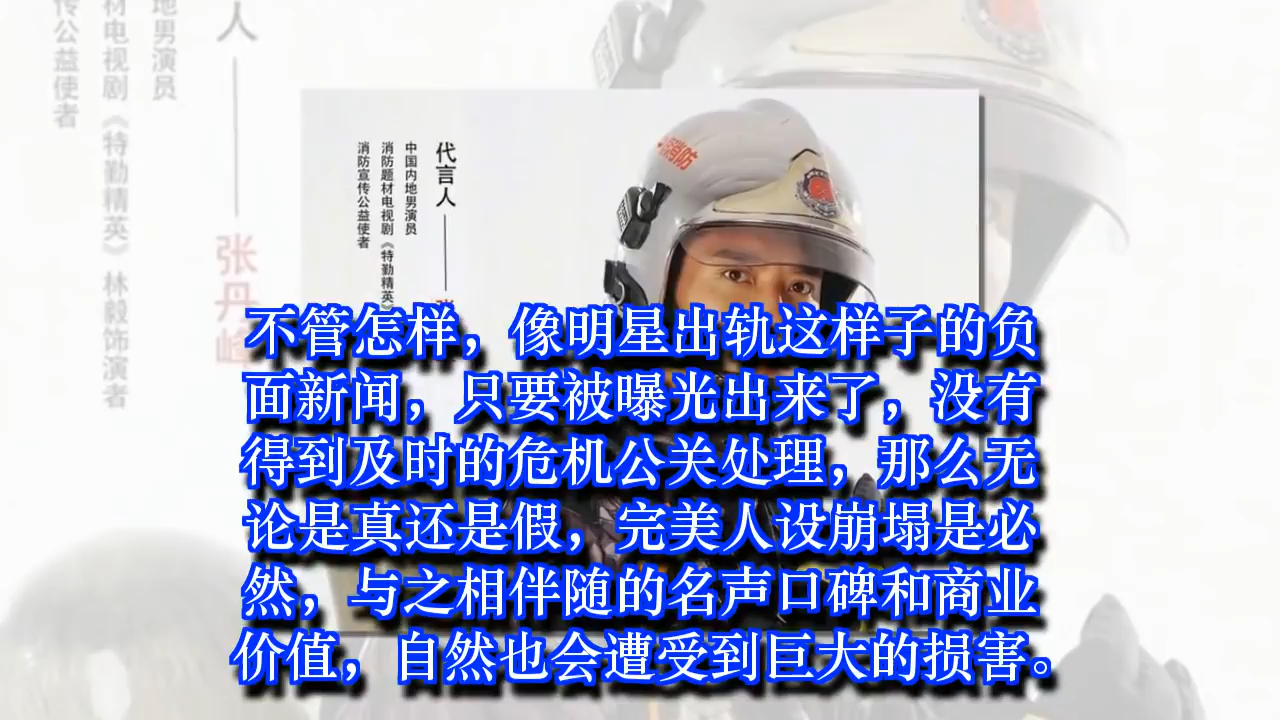 代言人
张丹峰
中国内地男演员
消防题材电视剧《特勤精英》
消防宣传公益使者
人
张丹峰
地男演员
材电视剧《特勤精英》林毅饰演者
传公益使者
消防
不管怎样，像明星出轨这样子的负
面新闻，只要被曝光出来了，没有
得到及时的危机公关处理，那么无
论是真还是假，完美人设崩塌是必
然，与之相伴随的名声口碑和商业
价值，自然也会遭受到巨大的损害。